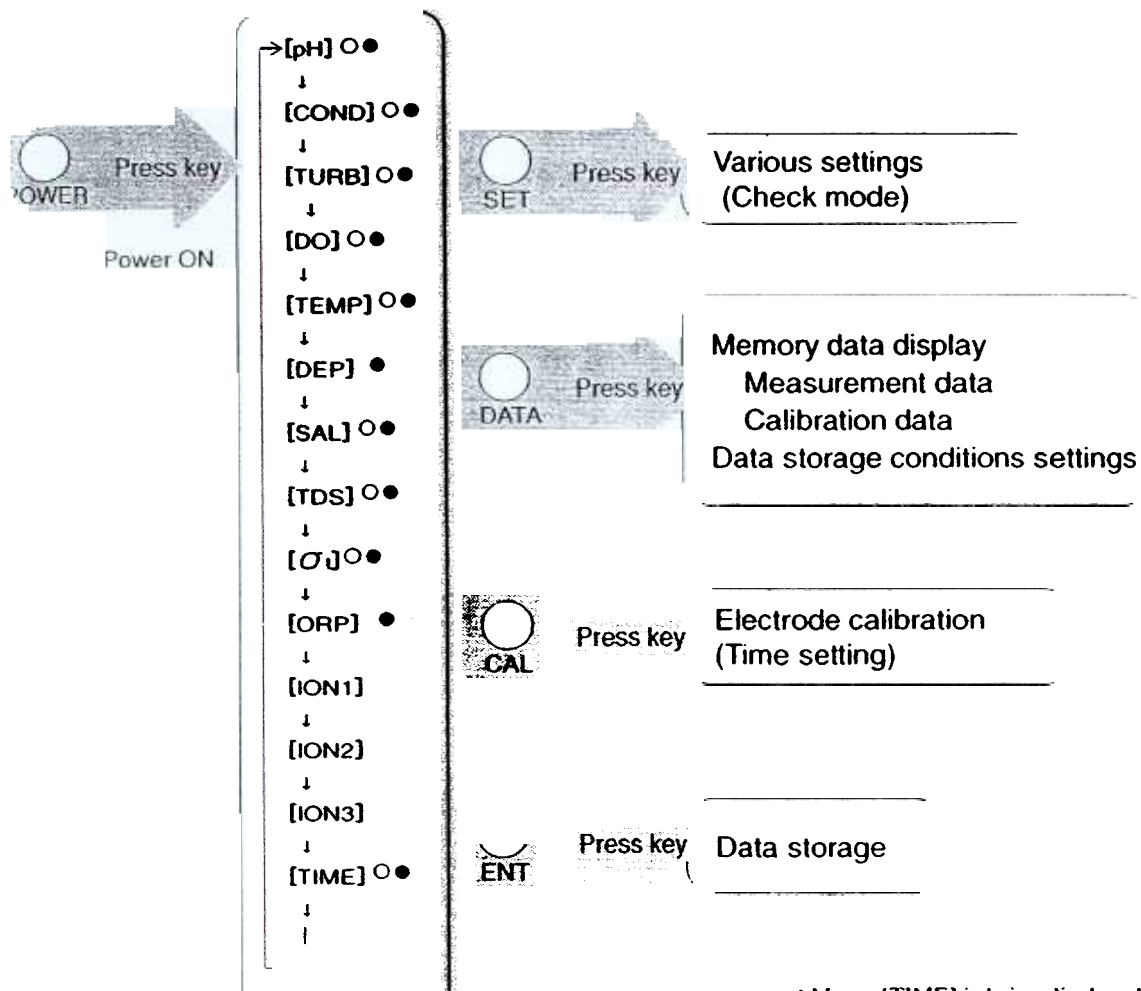 [pH] ○●
[COND] ○●
[TURB] ○●
[DO] ○●
[TEMP] ○●
[DEP] ●
[SAL] ○●
[TDS] ○●
[σt] ○●
[ORP] ●
[ION1]
[ION2]
[ION3]
[TIME] ○●
POWER
Press key
Power ON
SET
Press key
Various settings
(Check mode)
DATA
Press key
Memory data display
Measurement data
Calibration data
Data storage conditions settings
CAL
Press key
Electrode calibration
(Time setting)
ENT
Press key
Data storage